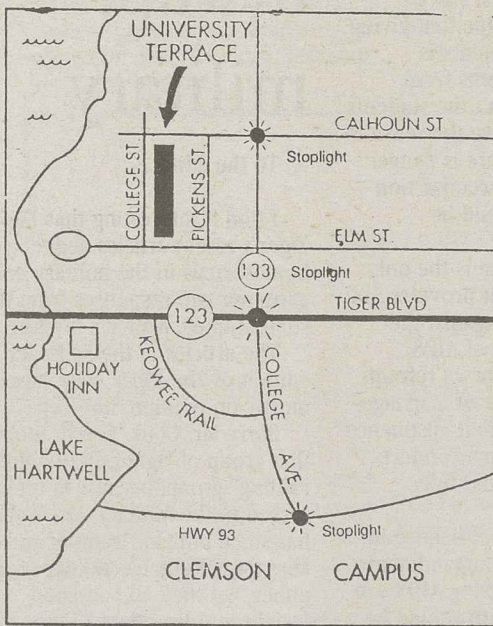 UNIVERSITY
TERRACE
CALHOUN ST
Stoplight
COLLEGE ST.
PICKENS ST.
ELM ST.
133
Stoplight
123
TIGER BLVD
HOLIDAY
INN
KEOWEE TRAIL
COLLEGE
AVE.
LAKE
HARTWELL
HWY 93
Stoplight
CLEMSON CAMPUS